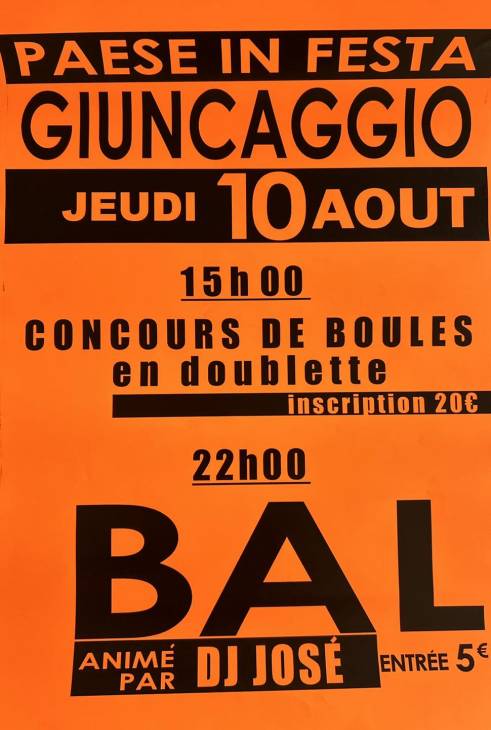 PAESE IN FESTA
GIUNCAGGIO
JEUDI 10 AOUT
15h00
CONCOURS DE BOULES
en doublette
inscription 20€
22h00
BAL
ANIMÉ PAR DJ JOSÉ ENTRÉE 5€